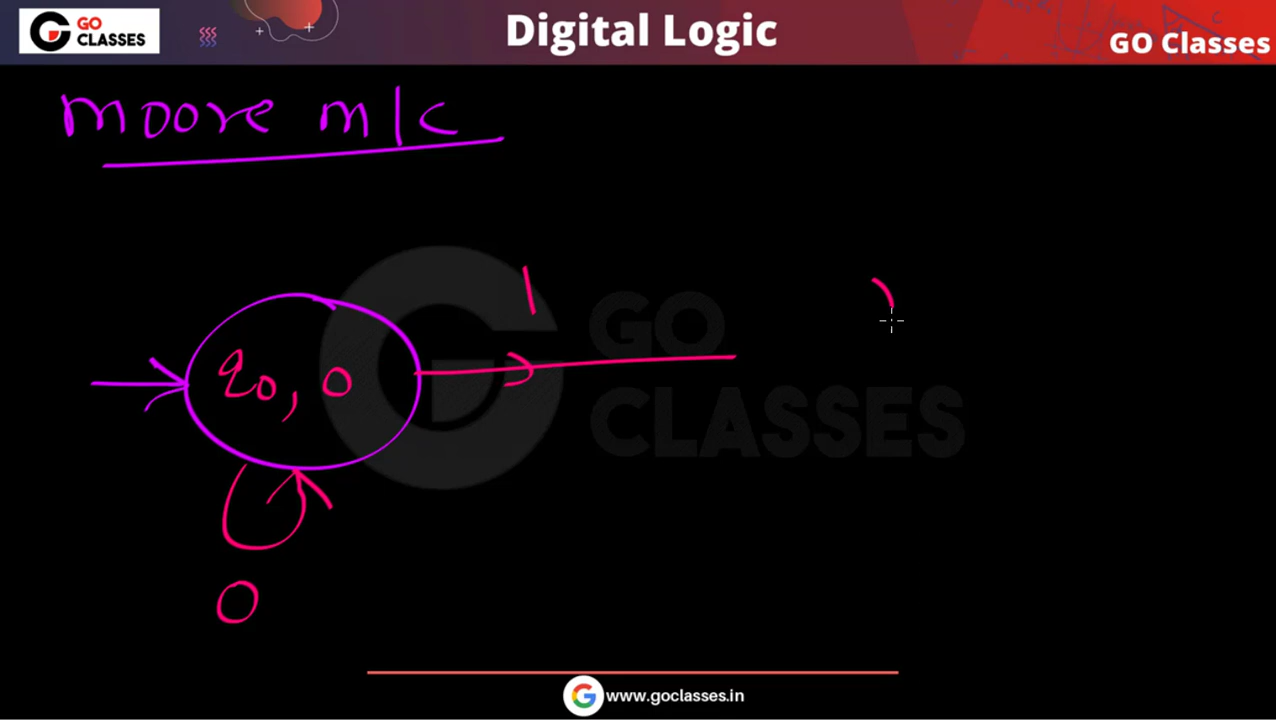 GO
CLASSES
Digital Logic
GO Classes
moore m/c
1
GO
CLASSES
q0, 0
0
www.goclasses.in